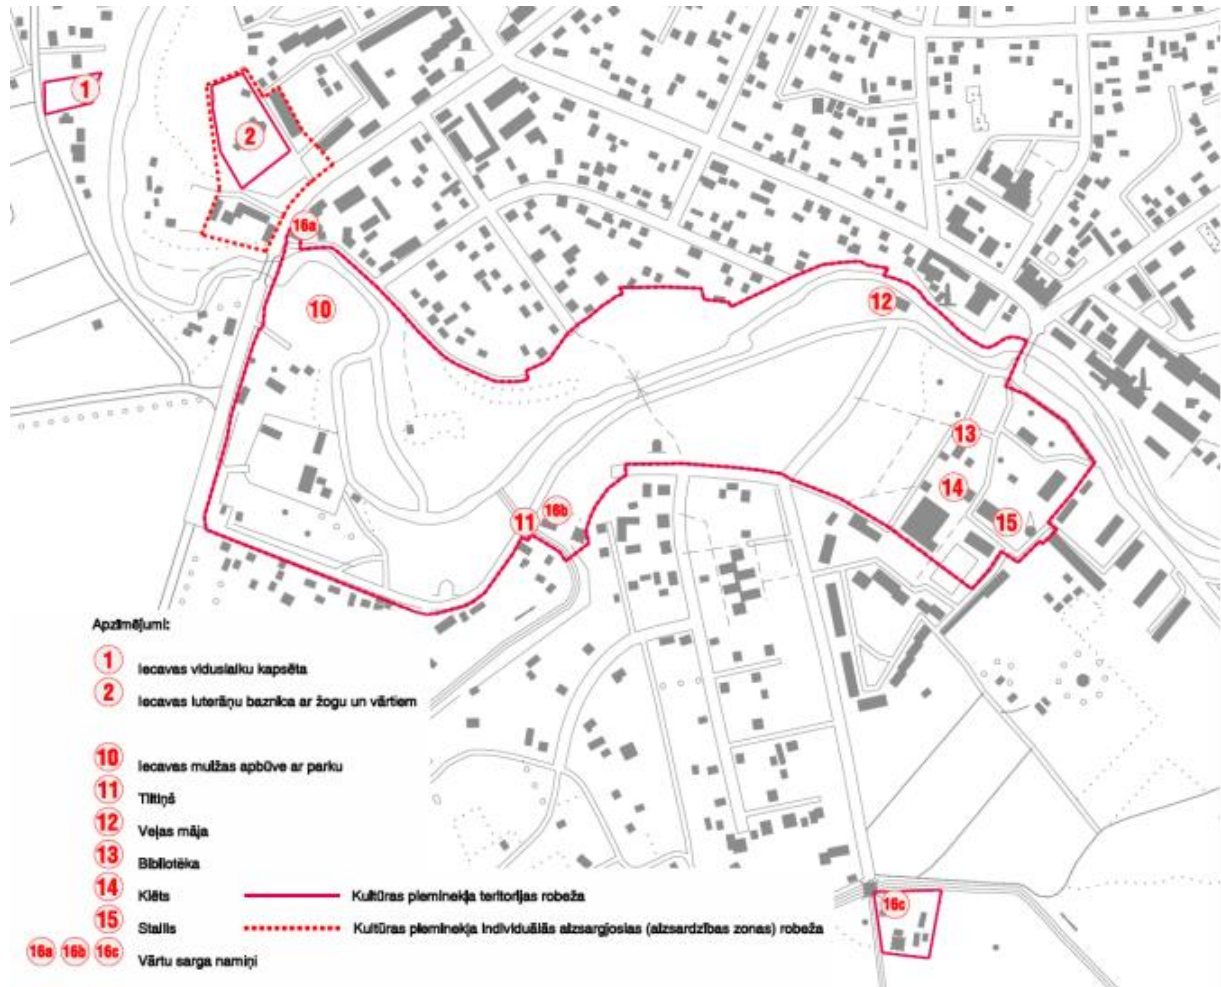 1
2
16a
10
12
13
14
11
16b
15
16c
Apzīmējumi:
1 Iecavas viduslaiku kapsēta
2 Iecavas luterāņu baznīca ar žogu un vārtiem
10 Iecavas muižas apbūve ar parku
11 Tiltiņš
12 Veļas māja
13 Bibliotēka
14 Klēts
Kultūras pieminekļa teritorijas robeža
15 Stallis
Kultūras pieminekļa individuālās aizsargjoslas (aizsardzības zonas) robeža
16a 16b 16c Vārtu sarga namiņi